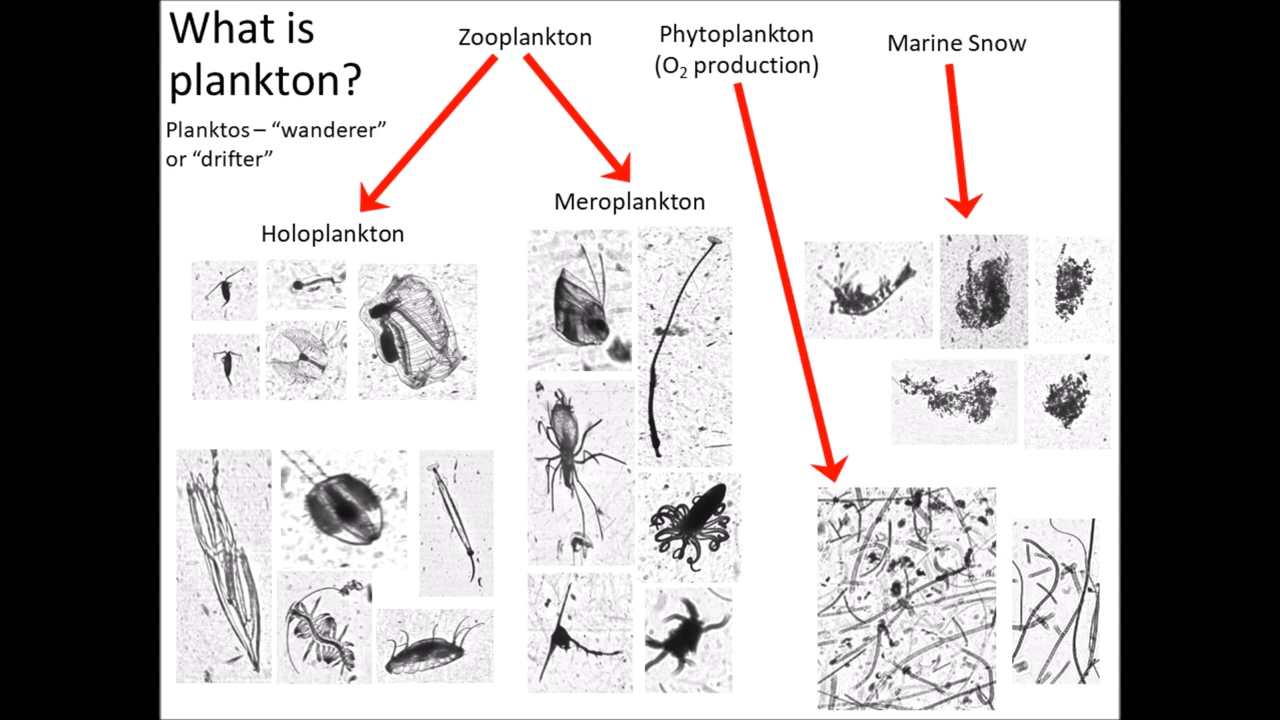 What is
plankton?
Planktos – “wanderer”
or “drifter”
Zooplankton
Phytoplankton
(O₂ production)
Marine Snow
Holoplankton
Meroplankton